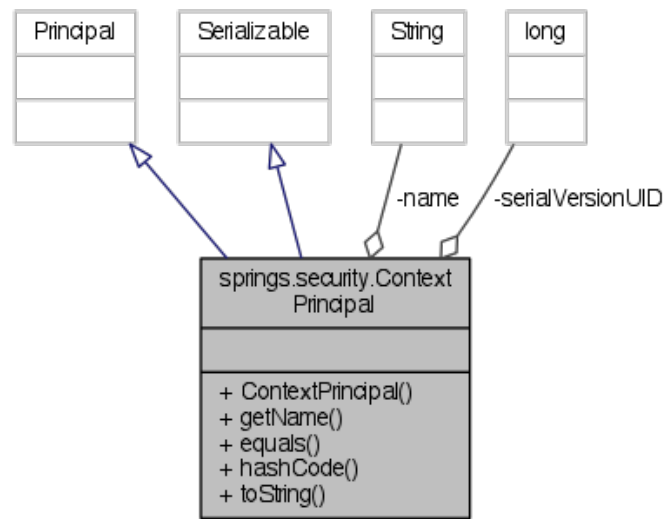 Principal
Serializable
String
long
-name
-serialVersionUID
springs.security.Context
Principal
+ ContextPrincipal()
+ getName()
+ equals()
+ hashCode()
+ toString()